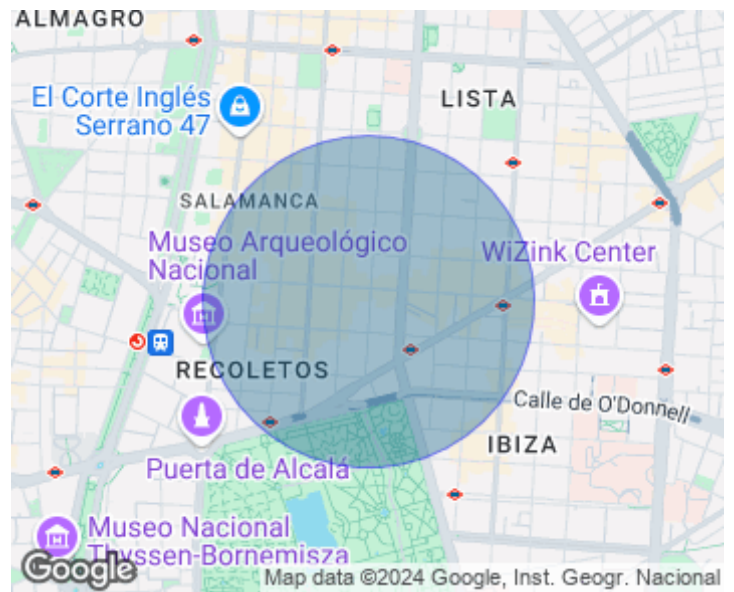 ALMAGRO
El Corte Inglés
Serrano 47
LISTA
SALAMANCA
Museo Arqueológico
Nacional
WiZink Center
RECOLETOS
Calle de O'Donnell
IBIZA
Puerta de Alcalá
Museo Nacional
Thyssen-Bornemisza
Google
Map data ©2024 Google, Inst. Geogr. Nacional